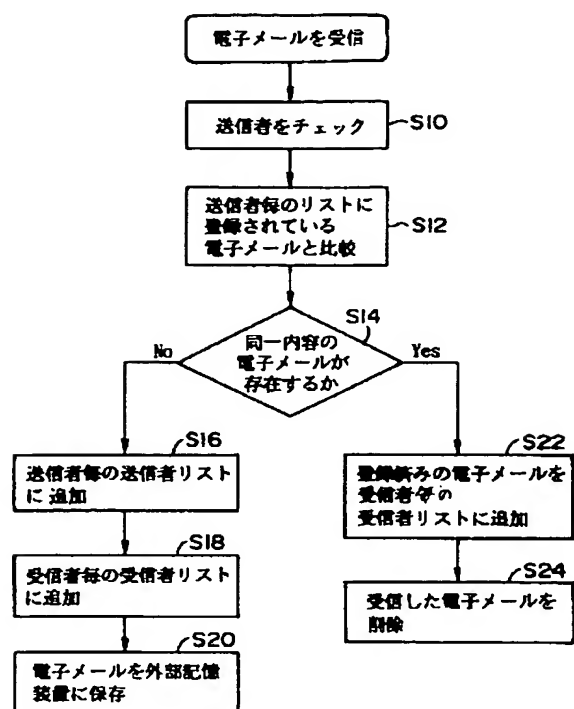 電子メールを受信
送信者をチェック
S10
送信者毎のリストに
登録されている
電子メールと比較
S12
S14
同一内容の
電子メールが
存在するか
No
Yes
S16
送信者毎の送信者リスト
に追加
S18
受信者毎の受信者リスト
に追加
S20
電子メールを外部記憶
装置に保存
S22
登録済みの電子メールを
受信者毎の
受信者リストに追加
S24
受信した電子メールを
削除